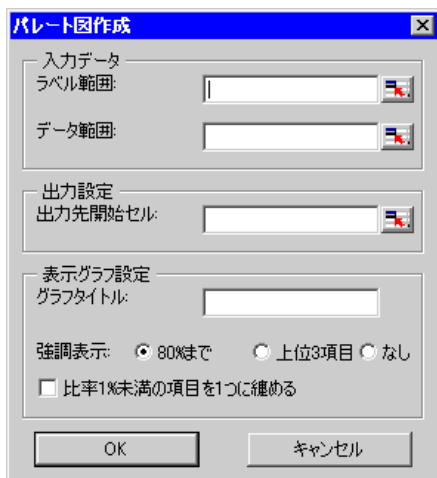 パレート図作成
入力データ
ラベル範囲:
データ範囲:
出力設定
出力先開始セル:
表示グラフ設定
グラフタイトル:
強調表示: 80%まで 上位3項目 なし
比率1%未満の項目を1つに纏める
OK キャンセル